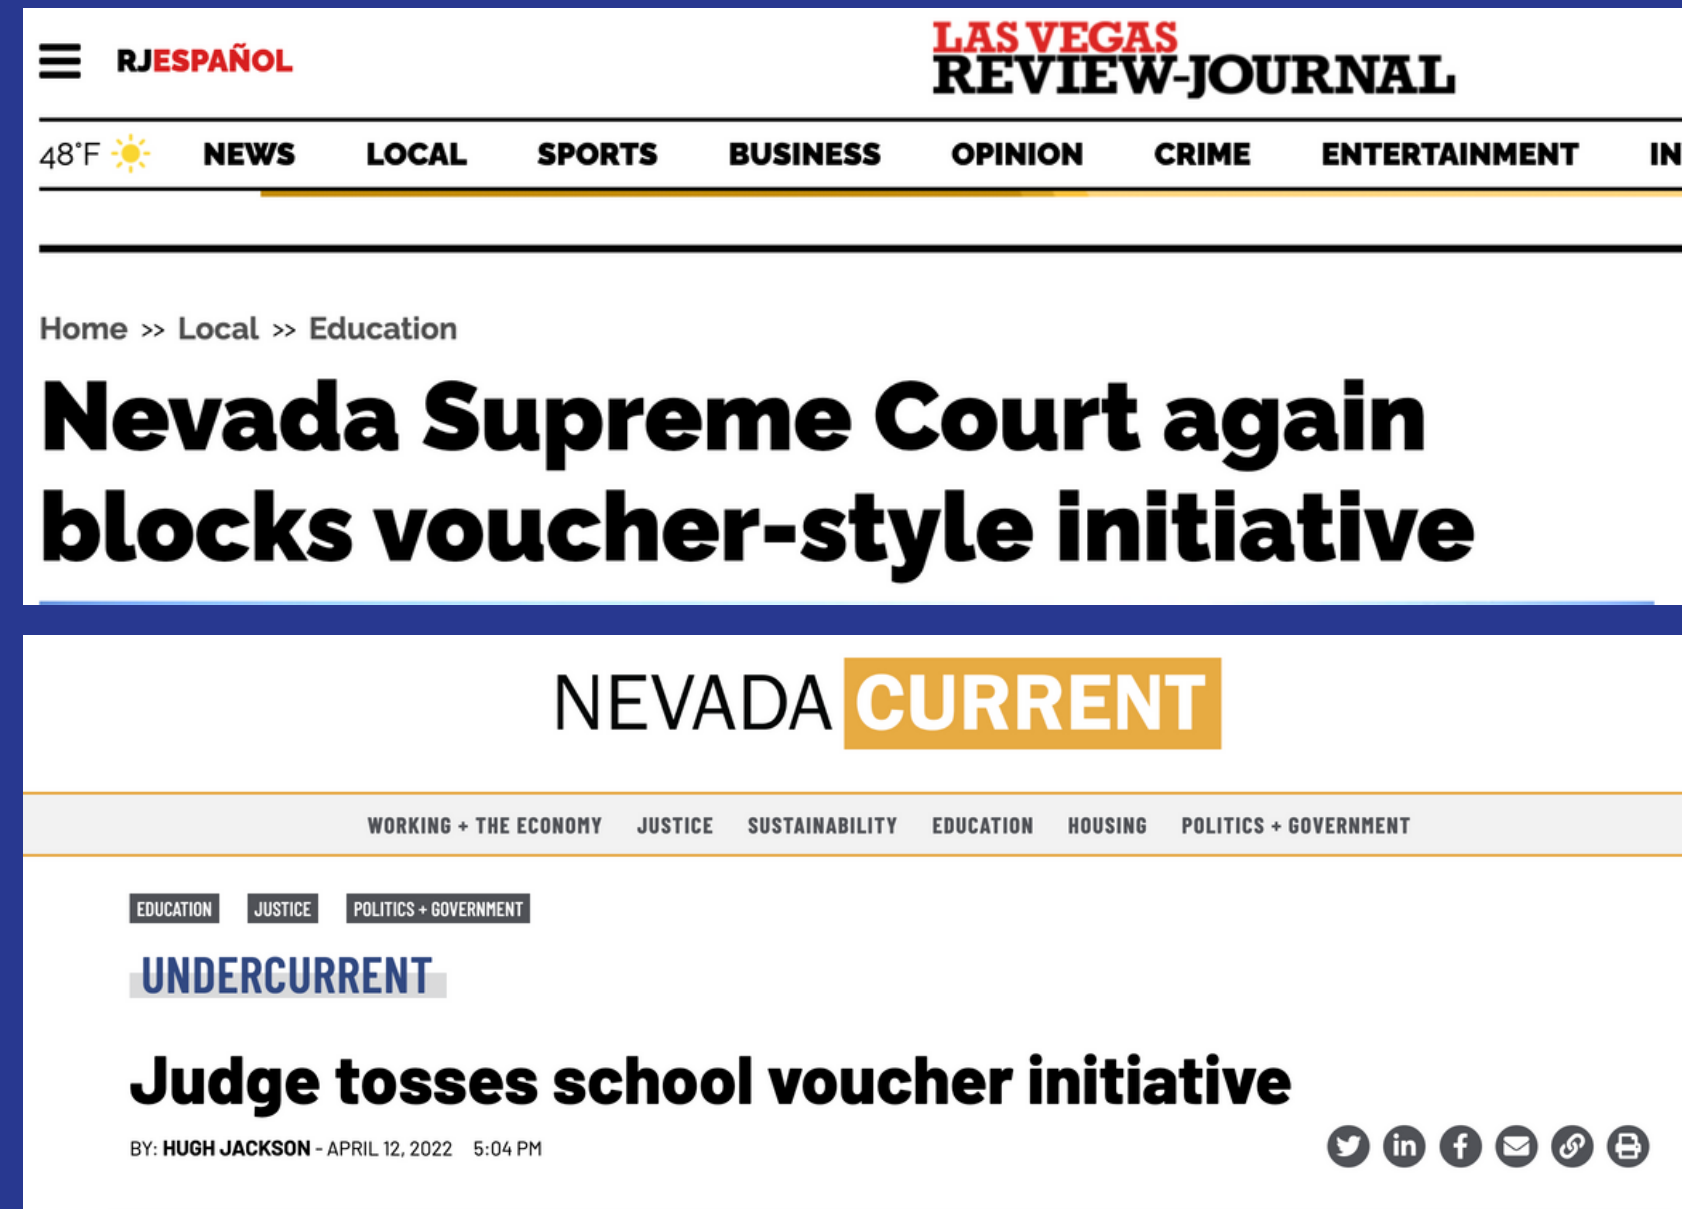 RJESPAÑOL
LAS VEGAS
REVIEW-JOURNAL
48°F NEWS LOCAL SPORTS BUSINESS OPINION CRIME ENTERTAINMENT IN
Home >> Local >> Education
Nevada Supreme Court again
blocks voucher-style initiative
NEVADA CURRENT
WORKING + THE ECONOMY JUSTICE SUSTAINABILITY EDUCATION HOUSING POLITICS + GOVERNMENT
EDUCATION JUSTICE POLITICS + GOVERNMENT
UNDERCURRENT
Judge tosses school voucher initiative
BY: HUGH JACKSON - APRIL 12, 2022 5:04 PM